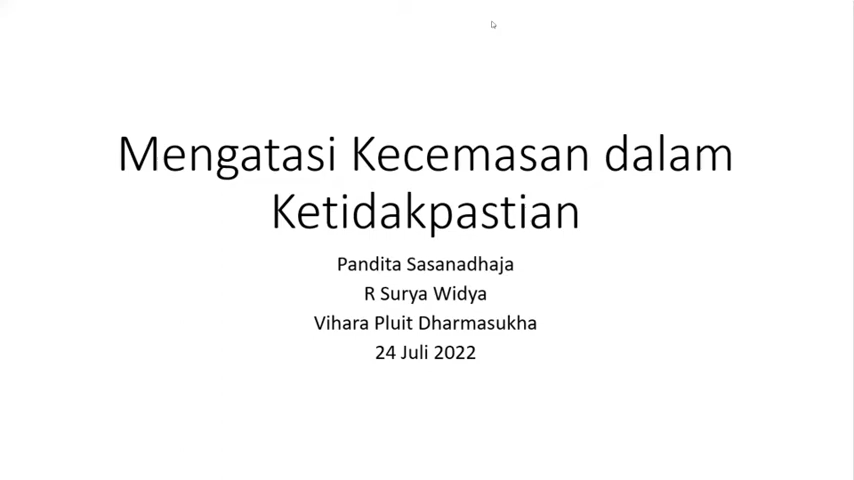 Mengatasi Kecemasan dalam
Ketidakpastian
Pandita Sasanadhaja
R Surya Widya
Vihara Pluit Dharmasukha
24 Juli 2022